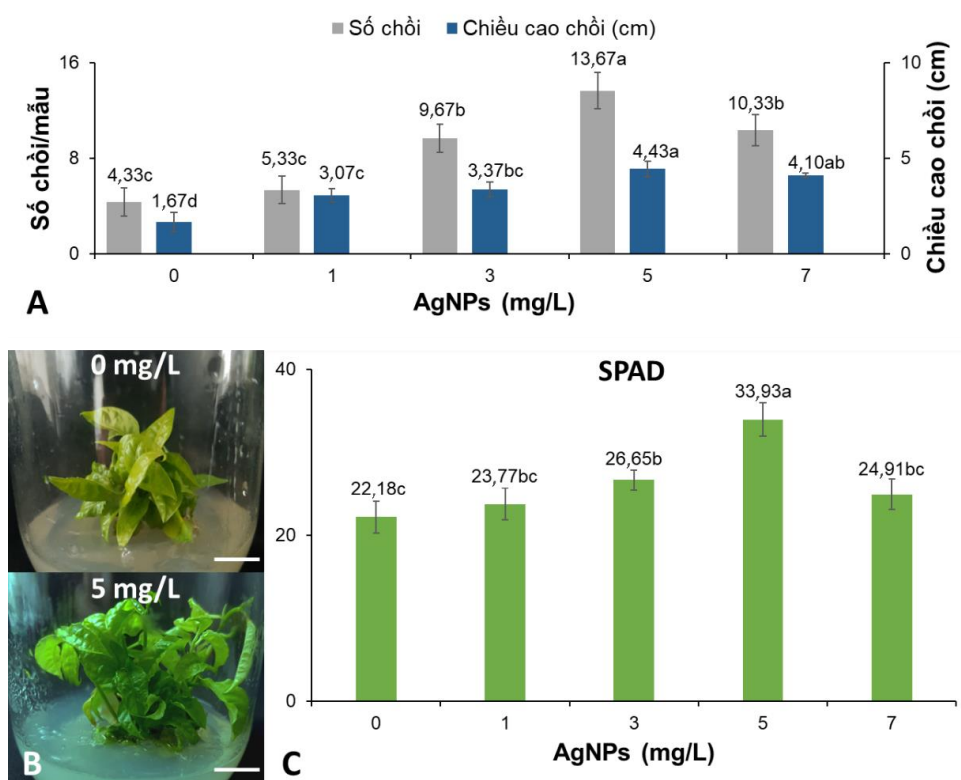 Số chồi Chiều cao chồi (cm)
Số chồi/mẫu
16
8
0
4,33c
1,67d
5,33c
3,07c
9,67b
3,37bc
13,67a
4,43a
10,33b
4,10ab
10
5
0
Chiều cao chồi (cm)
0 1 3 5 7
AgNPs (mg/L)
A
0 mg/L
5 mg/L
B
SPAD
40
20
0
22,18c
23,77bc
26,65b
33,93a
24,91bc
0 1 3 5 7
AgNPs (mg/L)
C